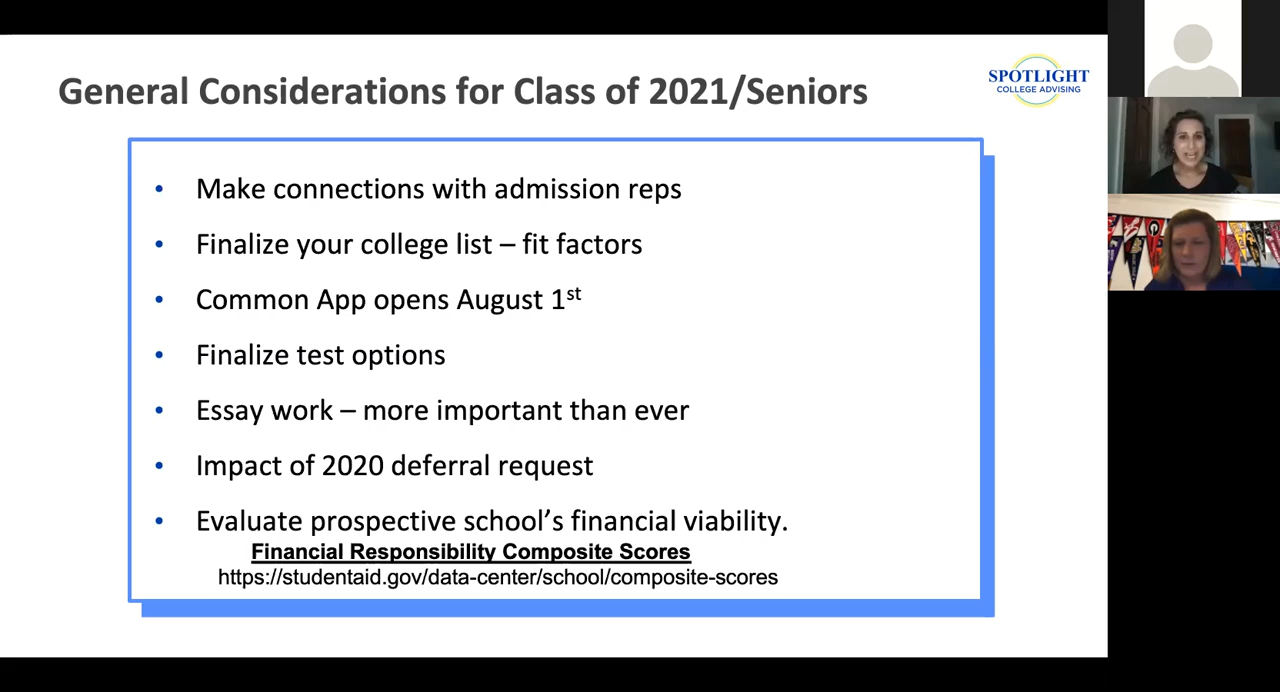 General Considerations for Class of 2021/Seniors
SPOTLIGHT
COLLEGE ADVISING
• Make connections with admission reps
• Finalize your college list – fit factors
• Common App opens August 1st
• Finalize test options
• Essay work – more important than ever
• Impact of 2020 deferral request
• Evaluate prospective school’s financial viability.
Financial Responsibility Composite Scores
https://studentaid.gov/data-center/school/composite-scores